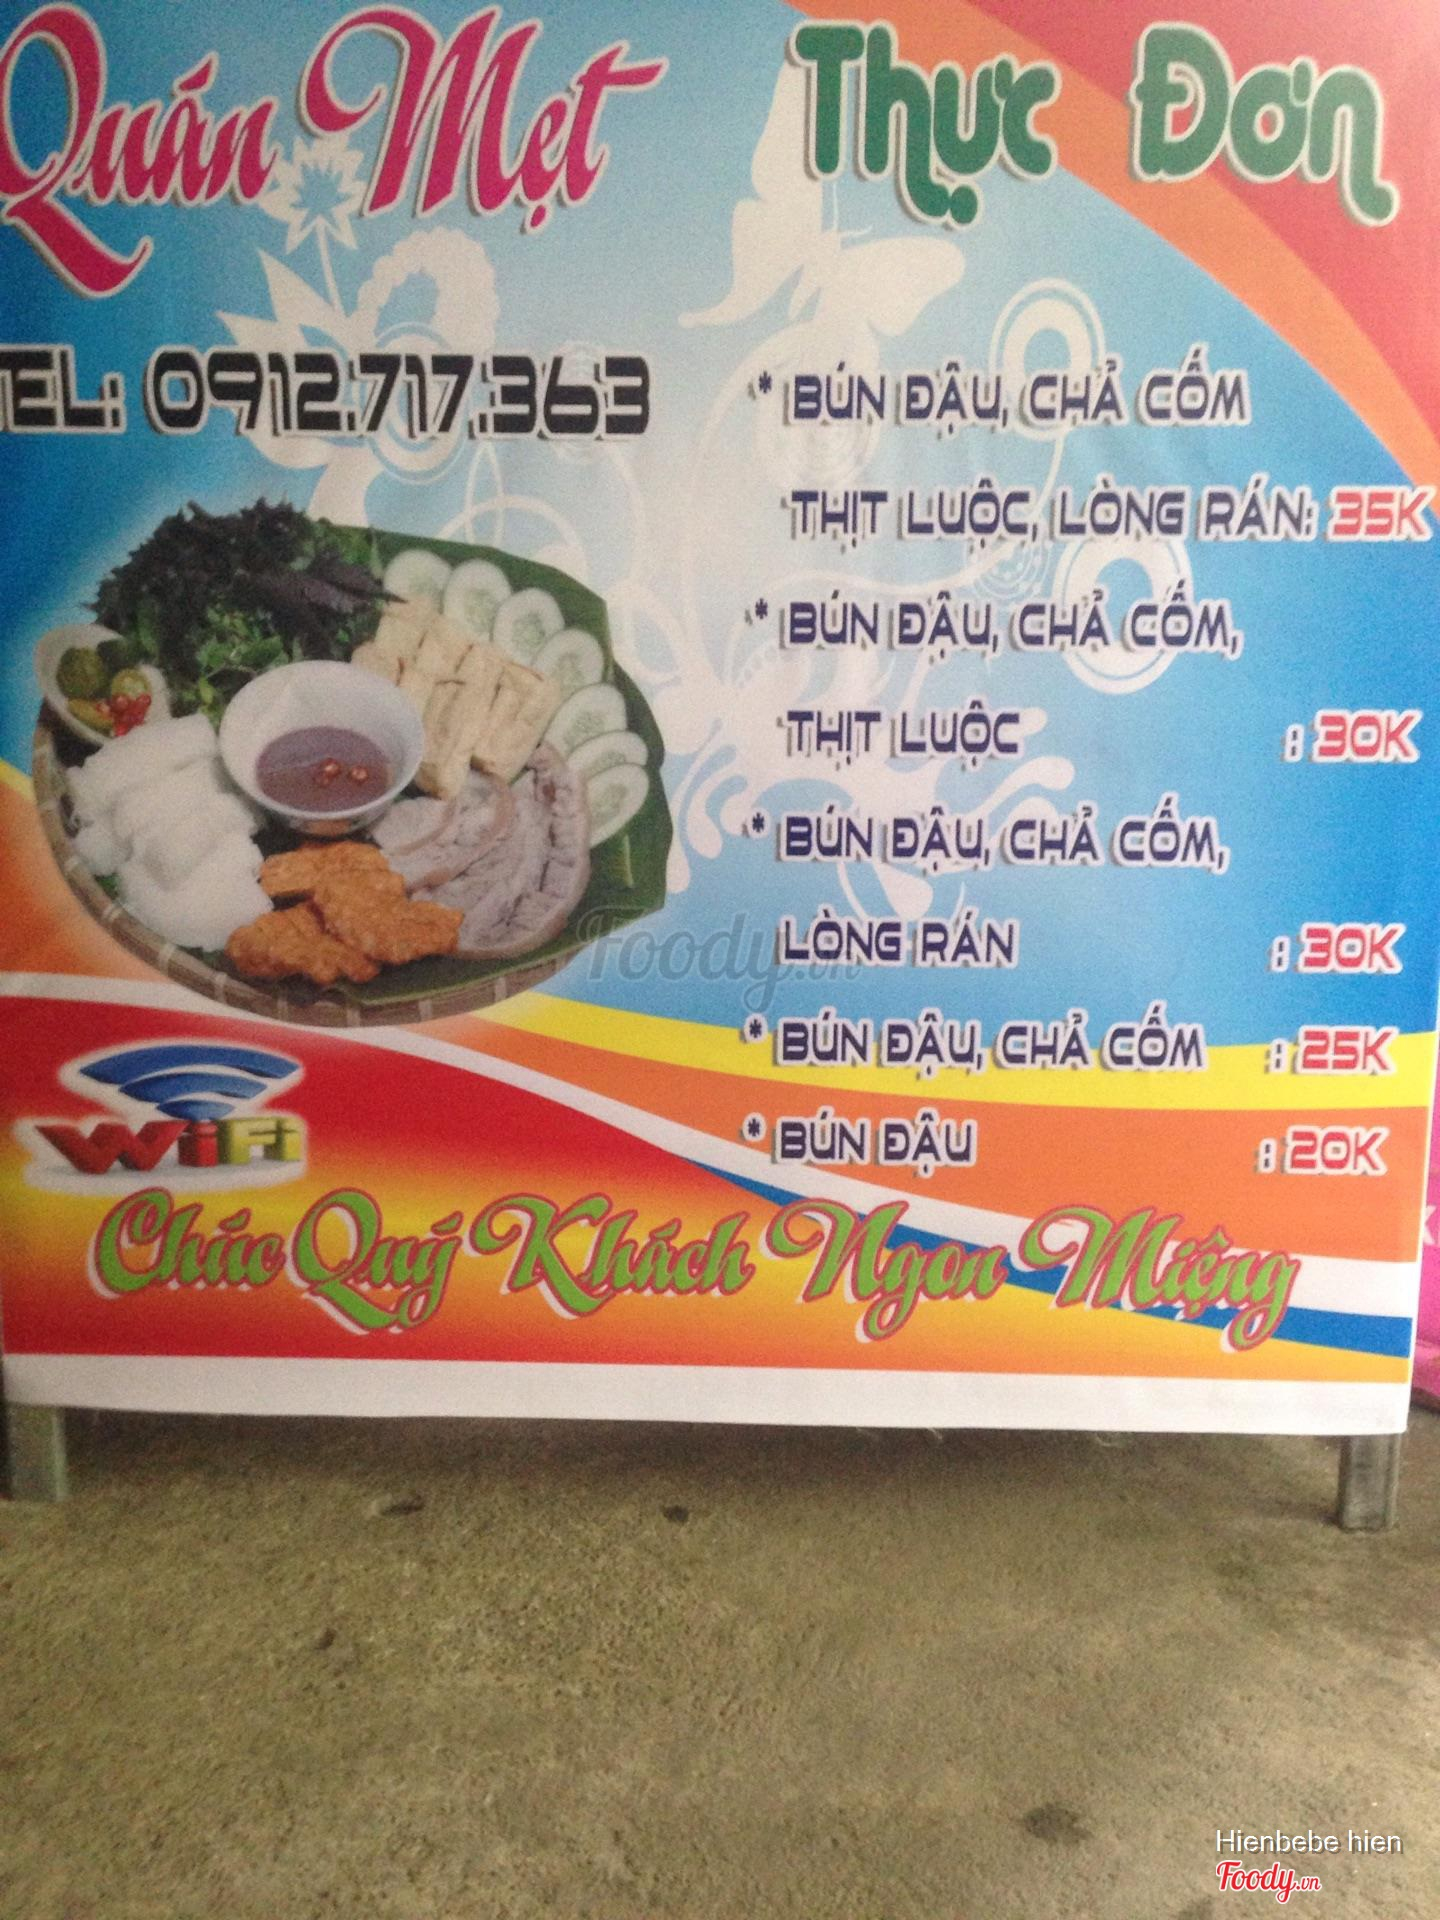 Quán Mẹt
TEL: 0912.717.363
Thực Đơn
* BÚN ĐẬU, CHẢ CỐM
THỊT LUỘC, LÒNG RÁN: 35K
* BÚN ĐẬU, CHẢ CỐM,
THỊT LUỘC : 30K
* BÚN ĐẬU, CHẢ CỐM,
LÒNG RÁN : 30K
* BÚN ĐẬU, CHẢ CỐM : 25K
* BÚN ĐẬU : 20K
WiFi
Chúc Quý Khách Ngon Miệng
Foody.vn
Hienbebe hien
Foody.vn